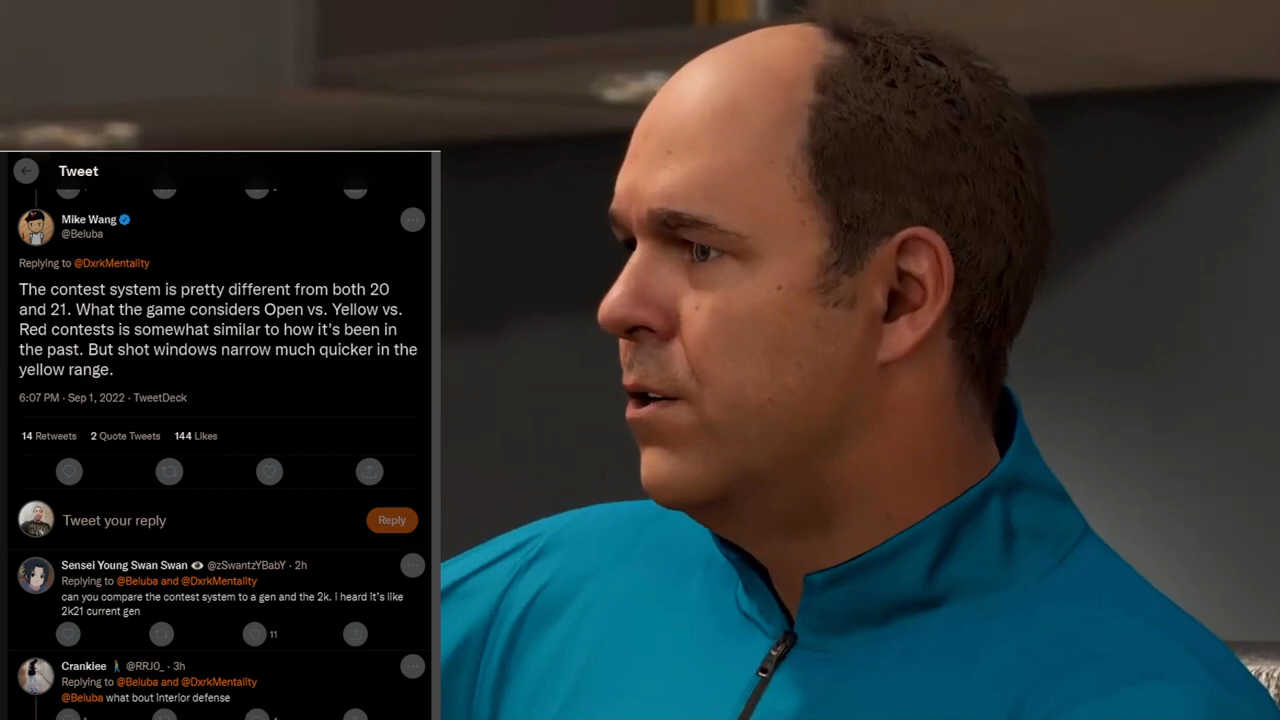 Tweet
Mike Wang
@Beluba
Replying to @DxrkMentality
The contest system is pretty different from both 20
and 21. What the game considers Open vs. Yellow vs.
Red contests is somewhat similar to how it's been in
the past. But shot windows narrow much quicker in the
yellow range.
6:07 PM · Sep 1, 2022 · TweetDeck
14 Retweets 2 Quote Tweets 144 Likes
Tweet your reply
Reply
Sensei Young Swan Swan 👁 @zSwantzYBabY · 2h
Replying to @Beluba and @DxrkMentality
can you compare the contest system to a gen and the 2k. i heard it's like
2k21 current gen
11
Crankiee 🚶 @RRJ0_ · 3h
Replying to @Beluba and @DxrkMentality
@Beluba what bout interior defense